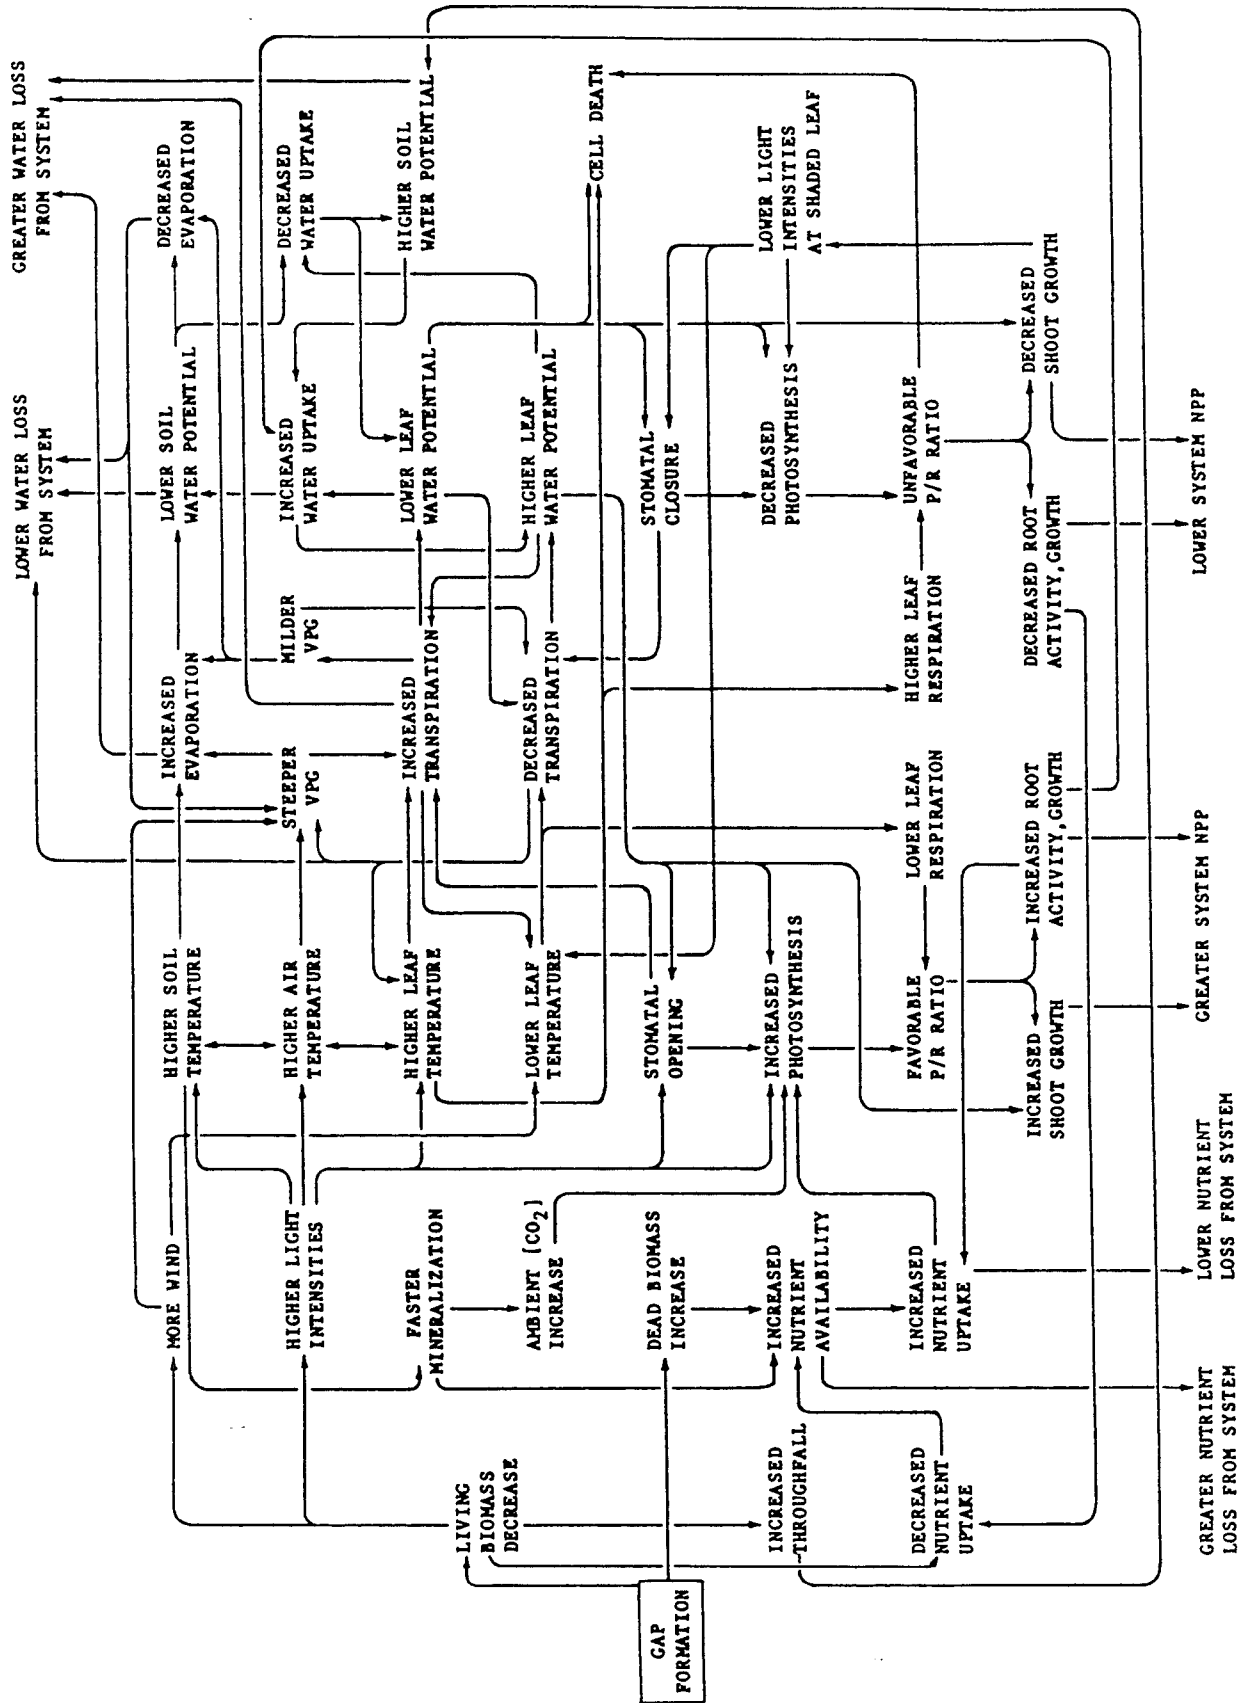 GAP
FORMATION
LIVING
BIOMASS
DECREASE
INCREASED
THROUGHFALL
DECREASED
NUTRIENT
UPTAKE
GREATER NUTRIENT
LOSS FROM SYSTEM
MORE WIND
HIGHER LIGHT
INTENSITIES
FASTER
MINERALIZATION
AMBIENT [CO2]
INCREASE
DEAD BIOMASS
INCREASE
INCREASED
NUTRIENT
AVAILABILITY
INCREASED
NUTRIENT
UPTAKE
LOWER NUTRIENT
LOSS FROM SYSTEM
HIGHER SOIL
TEMPERATURE
HIGHER AIR
TEMPERATURE
HIGHER LEAF
TEMPERATURE
LOWER LEAF
TEMPERATURE
STOMATAL
OPENING
INCREASED
PHOTOSYNTHESIS
FAVORABLE
P/R RATIO
INCREASED
SHOOT GROWTH
GREATER SYSTEM NPP
LOWER LEAF
RESPIRATION
INCREASED ROOT
ACTIVITY,GROWTH
STEEPER
VPG
INCREASED
EVAPORATION
INCREASED
TRANSPIRATION
DECREASED
TRANSPIRATION
MILDER
VPG
HIGHER LEAF
RESPIRATION
DECREASED ROOT
ACTIVITY,GROWTH
LOWER WATER LOSS
FROM SYSTEM
LOWER SOIL
WATER POTENTIAL
INCREASED
WATER UPTAKE
LOWER LEAF
WATER POTENTIAL
HIGHER LEAF
WATER POTENTIAL
STOMATAL
CLOSURE
DECREASED
PHOTOSYNTHESIS
UNFAVORABLE
P/R RATIO
DECREASED
SHOOT GROWTH
LOWER SYSTEM NPP
GREATER WATER LOSS
FROM SYSTEM
DECREASED
EVAPORATION
DECREASED
WATER UPTAKE
HIGHER SOIL
WATER POTENTIAL
CELL DEATH
LOWER LIGHT
INTENSITIES
AT SHADED LEAF